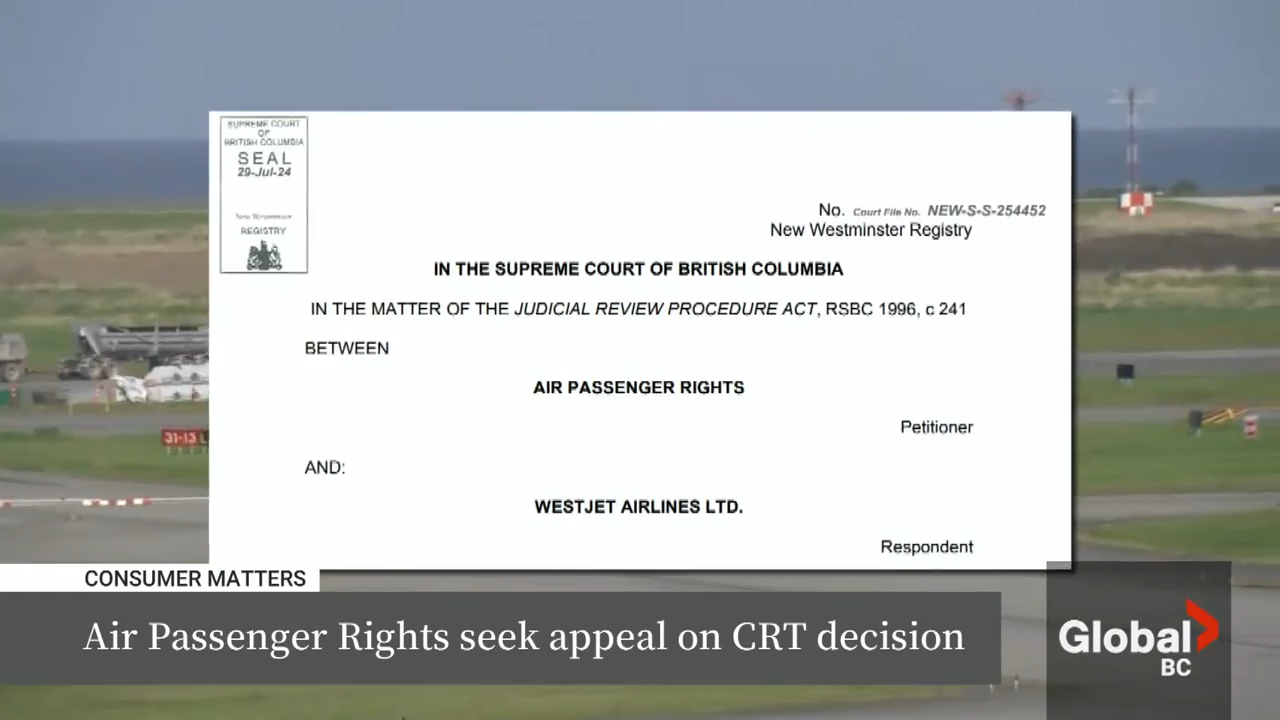 SUPREME COURT
OF
BRITISH COLUMBIA
SEAL
29-Jul-24
New Westminster
REGISTRY
No. Court File No. NEW-S-S-254452
New Westminster Registry
IN THE SUPREME COURT OF BRITISH COLUMBIA
IN THE MATTER OF THE JUDICIAL REVIEW PROCEDURE ACT, RSBC 1996, c 241
BETWEEN
AIR PASSENGER RIGHTS
Petitioner
AND:
WESTJET AIRLINES LTD.
Respondent
31-13 L
CONSUMER MATTERS
Air Passenger Rights seek appeal on CRT decision
Global
BC